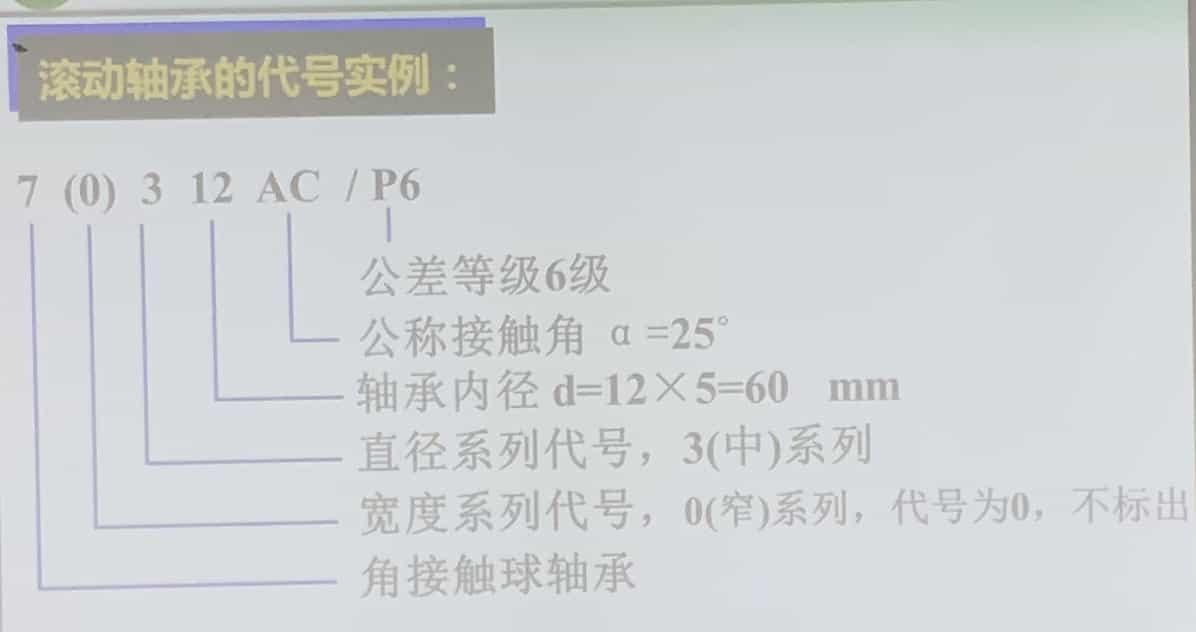 滚动轴承的代号实例：
7 (0) 3 12 AC / P6
公差等级6级
公称接触角 α =25°
轴承内径 d=12×5=60 mm
直径系列代号，3(中)系列
宽度系列代号，0(窄)系列，代号为0，不标出
角接触球轴承